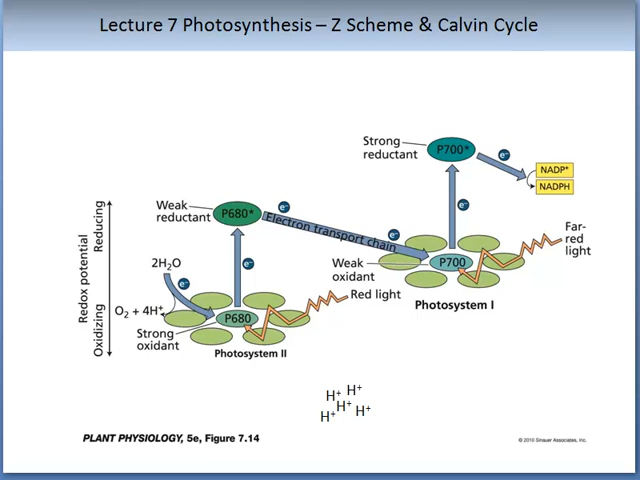 Lecture 7 Photosynthesis – Z Scheme & Calvin Cycle
Strong
reductant
P700*
e–
NADP+
NADPH
Weak
reductant
P680*
e–
Electron transport chain
e–
e–
Far-
red
light
Redox potential
Oxidizing Reducing
2H2O
e–
e–
Weak
oxidant
P700
Red light
O2 + 4H+
P680
Strong
oxidant
Photosystem I
Photosystem II
H+ H+
H+
H+ H+
PLANT PHYSIOLOGY, 5e, Figure 7.14
© 2010 Sinauer Associates, Inc.